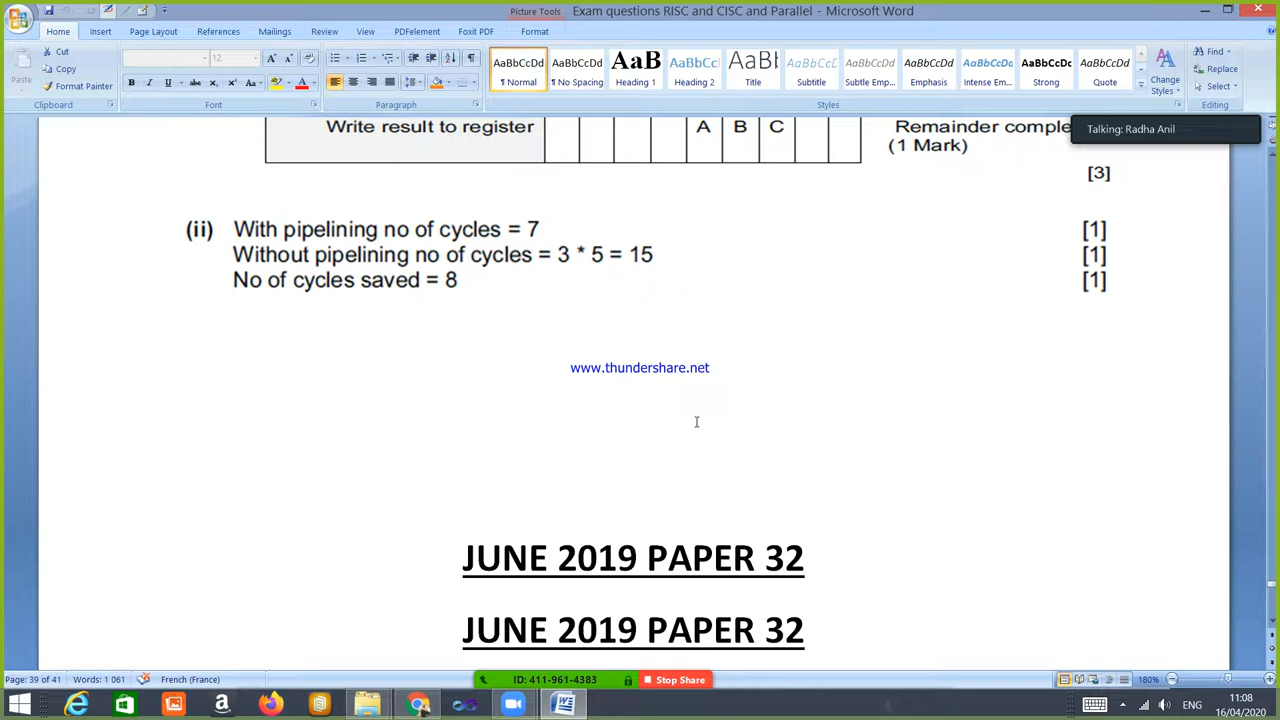 Picture Tools
Exam questions RISC and CISC and Parallel - Microsoft Word
Home Insert Page Layout References Mailings Review View PDFelement Foxit PDF Format
Cut
Copy
Format Painter
Paste
Clipboard
12
Font
Paragraph
AaBbCcDd AaBbCcDd AaB AaBbCc AaBb AaBbCcD AaBbCcDd AaBbCcDd AaBbCcDd AaBbCcDd AaBbCcDd
¶ Normal ¶ No Spacing Heading 1 Heading 2 Title Subtitle Subtle Emp... Emphasis Intense Em... Strong Quote
Change Styles
Styles
Find
Replace
Select
Editing
Talking: Radha Anil
Write result to register A B C Remainder comple
(1 Mark)
[3]
(ii) With pipelining no of cycles = 7 [1]
Without pipelining no of cycles = 3 * 5 = 15 [1]
No of cycles saved = 8 [1]
www.thundershare.net
JUNE 2019 PAPER 32
JUNE 2019 PAPER 32
Page: 39 of 41 Words: 1 061 French (France)
ID: 411-961-4383 Stop Share
180%
ENG
11:08
16/04/2020